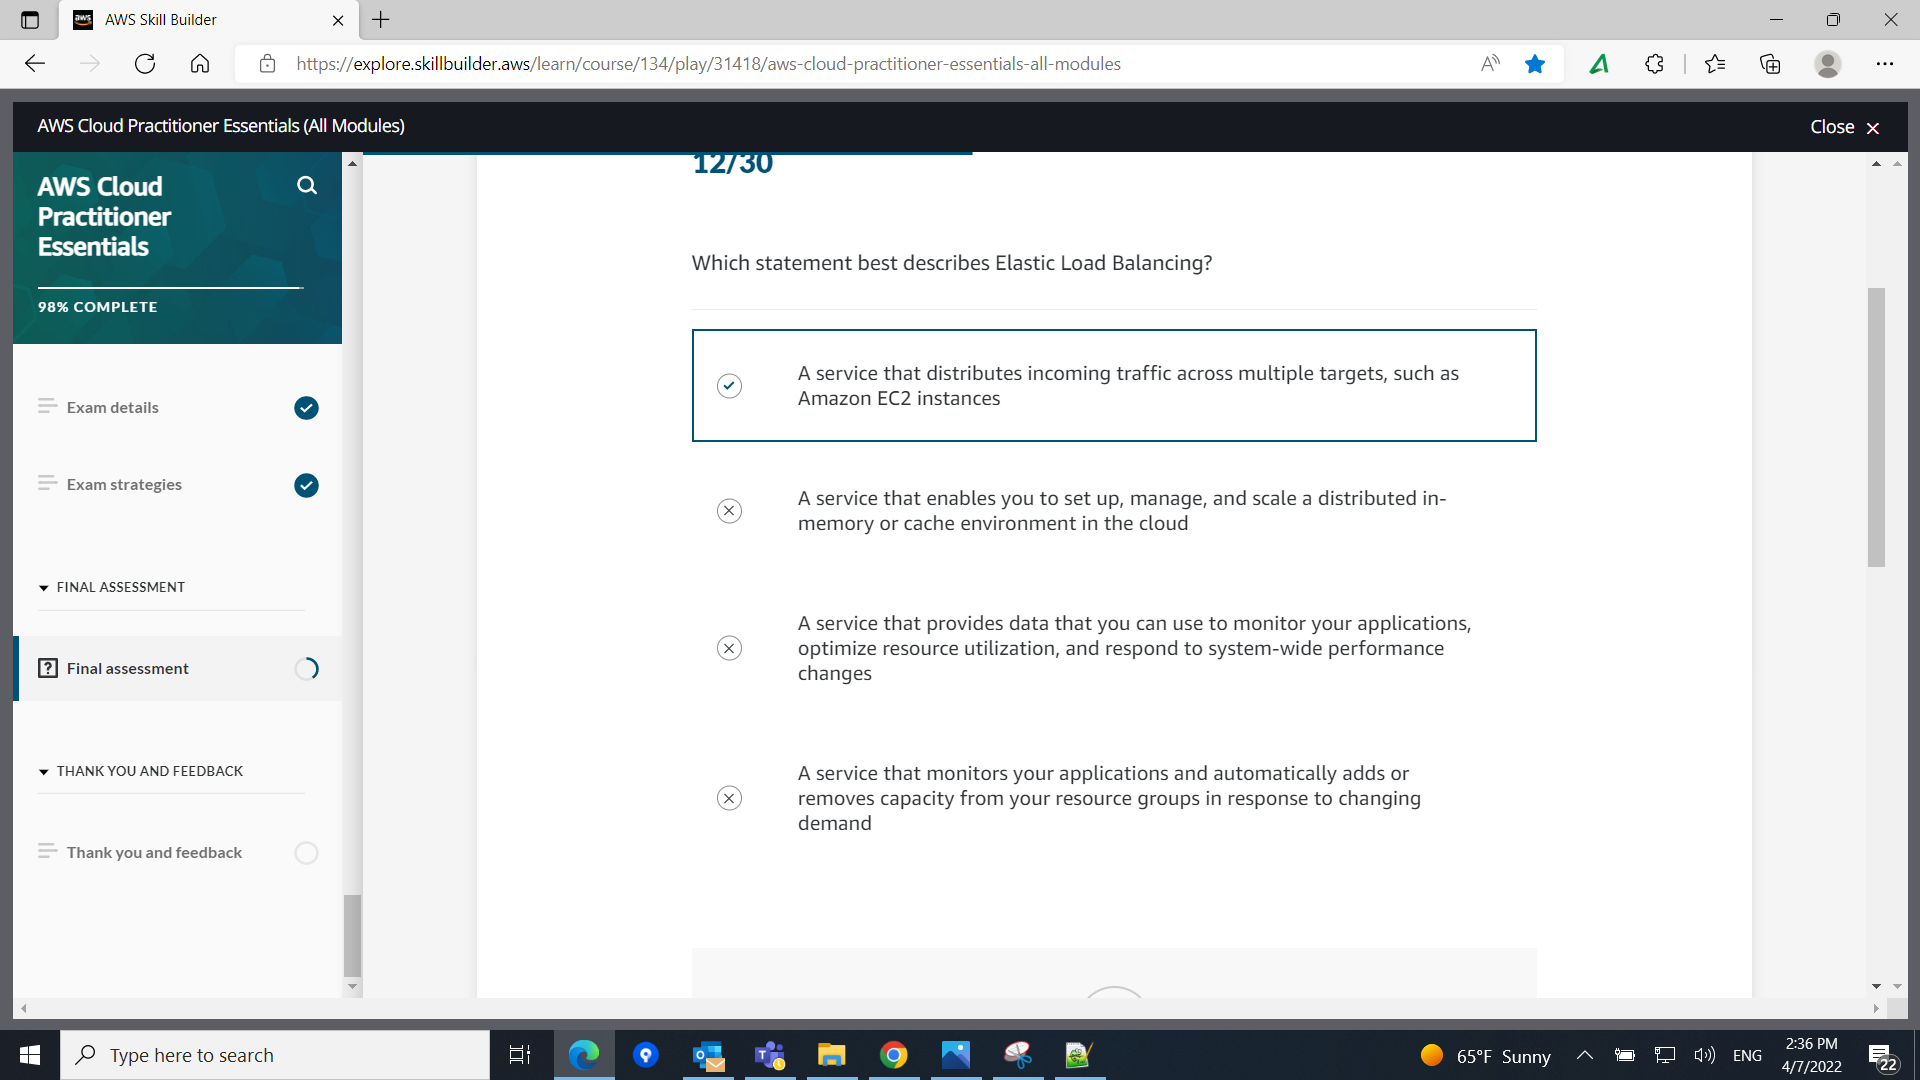 AWS Skill Builder
https://explore.skillbuilder.aws/learn/course/134/play/31418/aws-cloud-practitioner-essentials-all-modules
AWS Cloud Practitioner Essentials (All Modules)
Close
AWS Cloud
Practitioner
Essentials
98% COMPLETE
Exam details
Exam strategies
FINAL ASSESSMENT
Final assessment
THANK YOU AND FEEDBACK
Thank you and feedback
12/30
Which statement best describes Elastic Load Balancing?
A service that distributes incoming traffic across multiple targets, such as
Amazon EC2 instances
A service that enables you to set up, manage, and scale a distributed in-
memory or cache environment in the cloud
A service that provides data that you can use to monitor your applications,
optimize resource utilization, and respond to system-wide performance
changes
A service that monitors your applications and automatically adds or
removes capacity from your resource groups in response to changing
demand
Type here to search
65°F Sunny
ENG
2:36 PM
4/7/2022
22